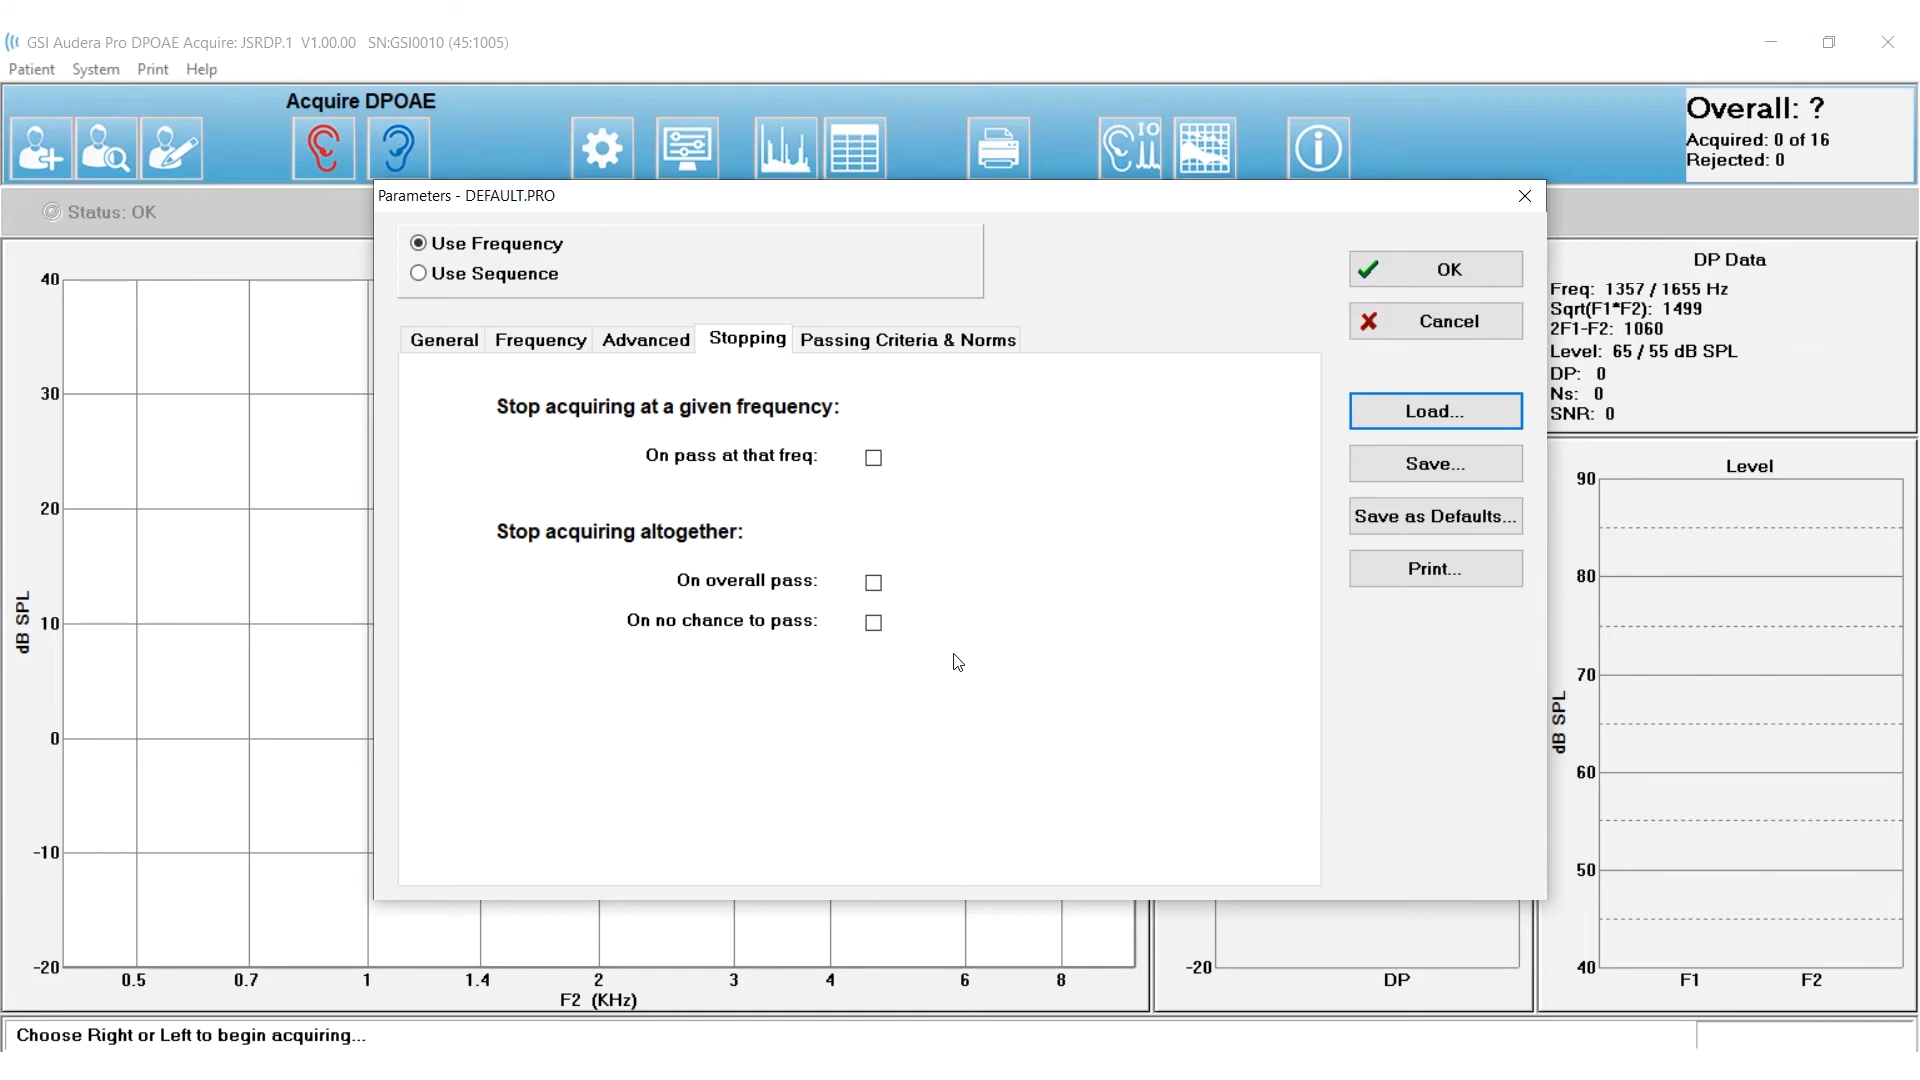 GSI Audera Pro DPOAE Acquire: JSRDP.1 V1.00.00 SN:GSI0010 (45:1005)
Patient System Print Help
Acquire DPOAE
IO
Overall: ?
Acquired: 0 of 16
Rejected: 0
Status: OK
Parameters - DEFAULT.PRO
Use Frequency
Use Sequence
General Frequency Advanced Stopping Passing Criteria & Norms
Stop acquiring at a given frequency:
On pass at that freq:
Stop acquiring altogether:
On overall pass:
On no chance to pass:
OK
Cancel
Load...
Save...
Save as Defaults...
Print...
DP Data
Freq: 1357 / 1655 Hz
Sqrt(F1*F2): 1499
2F1-F2: 1060
Level: 65 / 55 dB SPL
DP: 0
Ns: 0
SNR: 0
40
30
20
10
0
-10
-20
dB SPL
0.5 0.7 1 1.4 2 3 4 6 8
F2 (KHz)
-20
DP
Level
90
80
70
60
50
40
dB SPL
F1 F2
Choose Right or Left to begin acquiring...